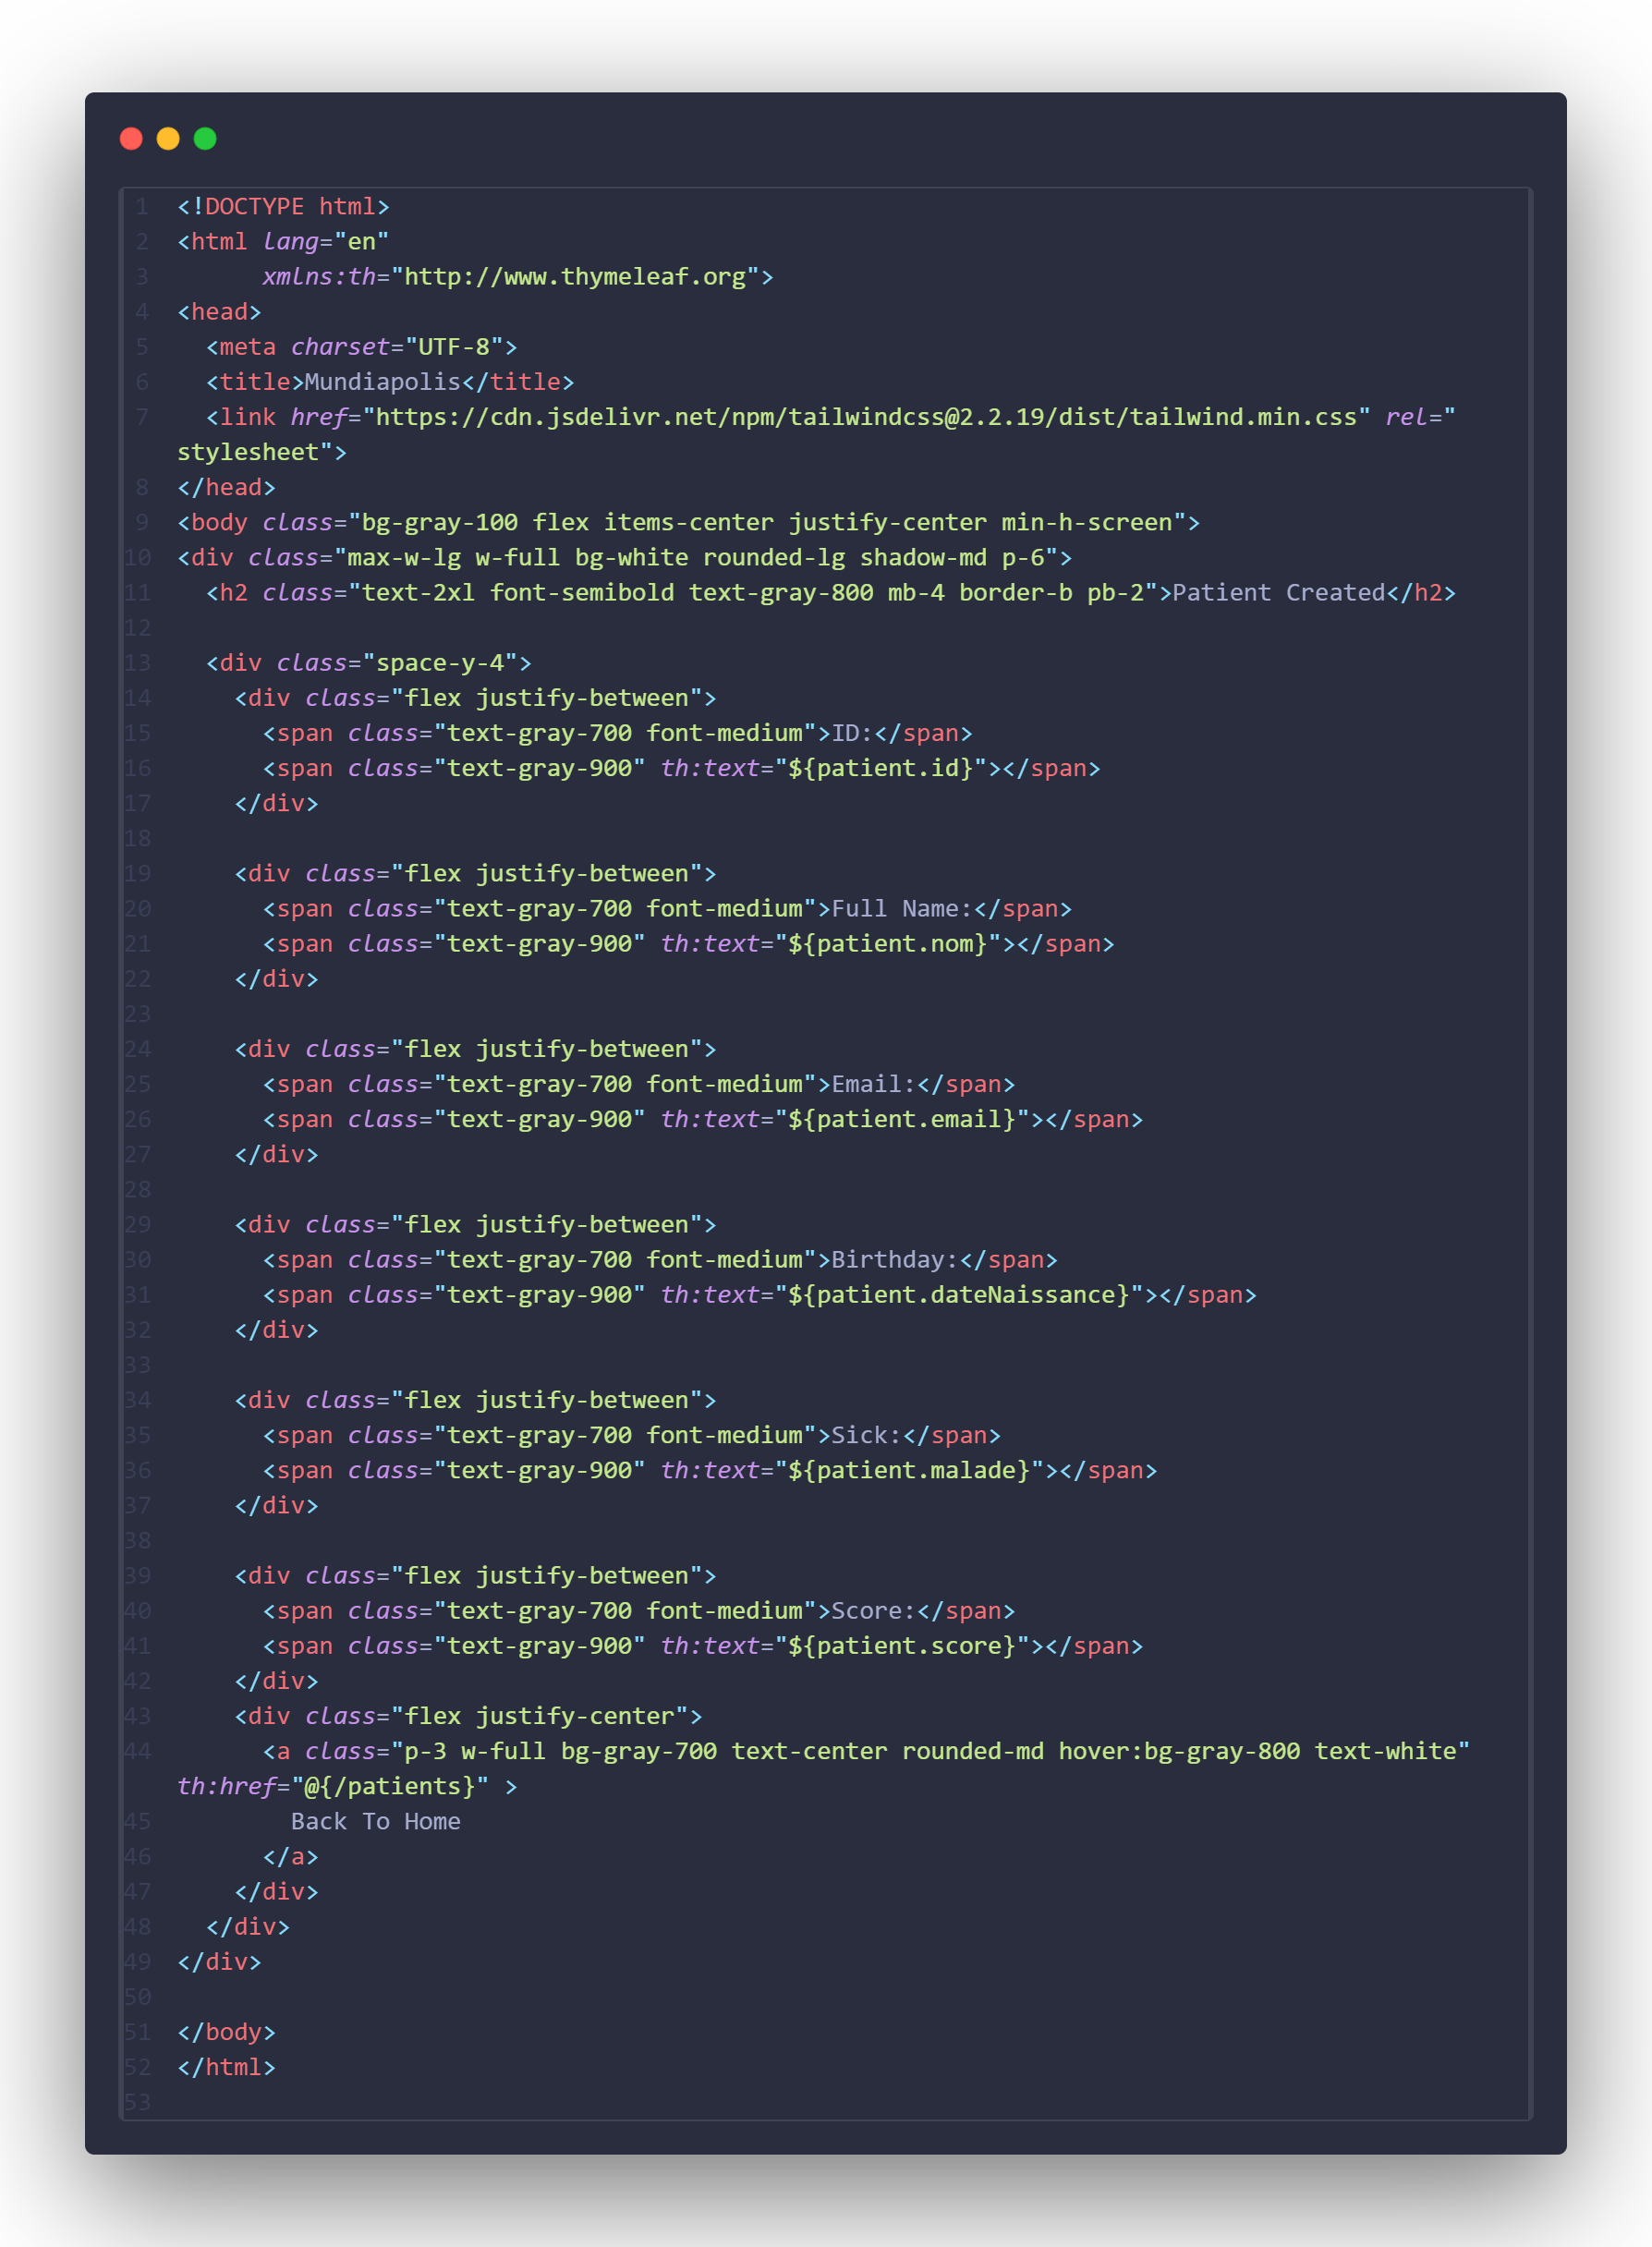 1 <!DOCTYPE html>
2 <html lang="en"
3       xmlns:th="http://www.thymeleaf.org">
4 <head>
5   <meta charset="UTF-8">
6   <title>Mundiapolis</title>
7   <link href="https://cdn.jsdelivr.net/npm/tailwindcss@2.2.19/dist/tailwind.min.css" rel="
stylesheet">
8 </head>
9 <body class="bg-gray-100 flex items-center justify-center min-h-screen">
10 <div class="max-w-lg w-full bg-white rounded-lg shadow-md p-6">
11   <h2 class="text-2xl font-semibold text-gray-800 mb-4 border-b pb-2">Patient Created</h2>
12
13   <div class="space-y-4">
14     <div class="flex justify-between">
15       <span class="text-gray-700 font-medium">ID:</span>
16       <span class="text-gray-900" th:text="${patient.id}"></span>
17     </div>
18
19     <div class="flex justify-between">
20       <span class="text-gray-700 font-medium">Full Name:</span>
21       <span class="text-gray-900" th:text="${patient.nom}"></span>
22     </div>
23
24     <div class="flex justify-between">
25       <span class="text-gray-700 font-medium">Email:</span>
26       <span class="text-gray-900" th:text="${patient.email}"></span>
27     </div>
28
29     <div class="flex justify-between">
30       <span class="text-gray-700 font-medium">Birthday:</span>
31       <span class="text-gray-900" th:text="${patient.dateNaissance}"></span>
32     </div>
33
34     <div class="flex justify-between">
35       <span class="text-gray-700 font-medium">Sick:</span>
36       <span class="text-gray-900" th:text="${patient.malade}"></span>
37     </div>
38
39     <div class="flex justify-between">
40       <span class="text-gray-700 font-medium">Score:</span>
41       <span class="text-gray-900" th:text="${patient.score}"></span>
42     </div>
43     <div class="flex justify-center">
44       <a class="p-3 w-full bg-gray-700 text-center rounded-md hover:bg-gray-800 text-white"
th:href="@{/patients}" >
45         Back To Home
46       </a>
47     </div>
48   </div>
49 </div>
50
51 </body>
52 </html>
53